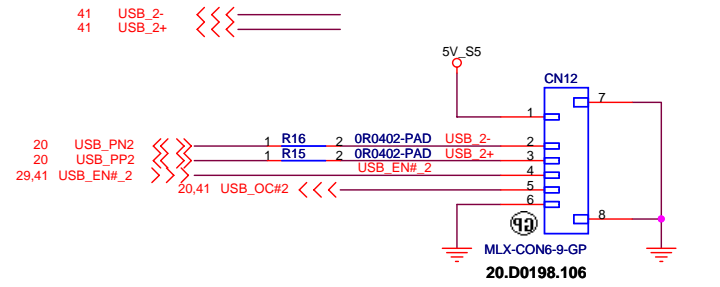 41 USB_2-
41 USB_2+
5V_S5
CN12
7
1
20 USB_PN2 1 R16 2 0R0402-PAD USB_2- 2
20 USB_PP2 1 R15 2 0R0402-PAD USB_2+ 3
29,41 USB_EN#_2 USB_EN#_2 4
20,41 USB_OC#2 5
6
8
GP
MLX-CON6-9-GP
20.D0198.106